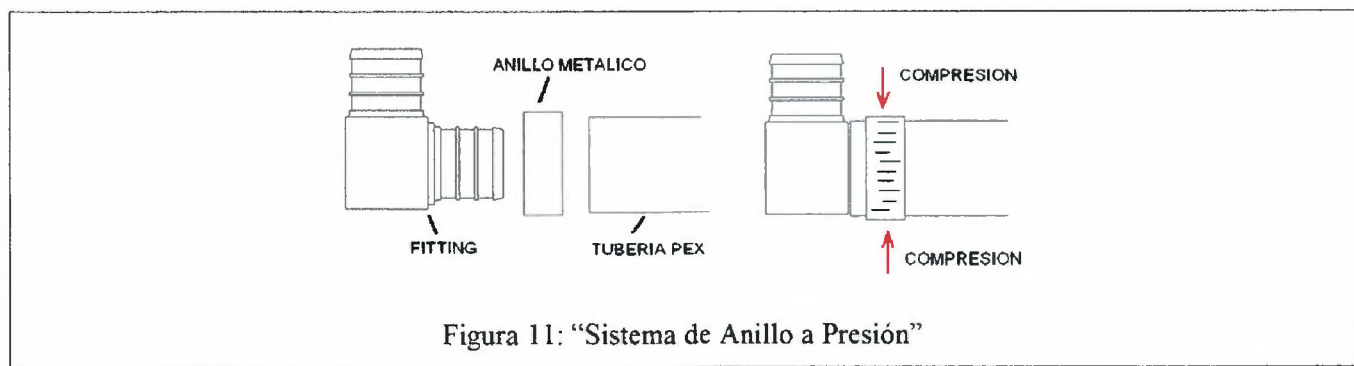 ANILLO METALICO
FITTING
TUBERIA PEX
COMPRESION
COMPRESION
Figura 11: “Sistema de Anillo a Presión”